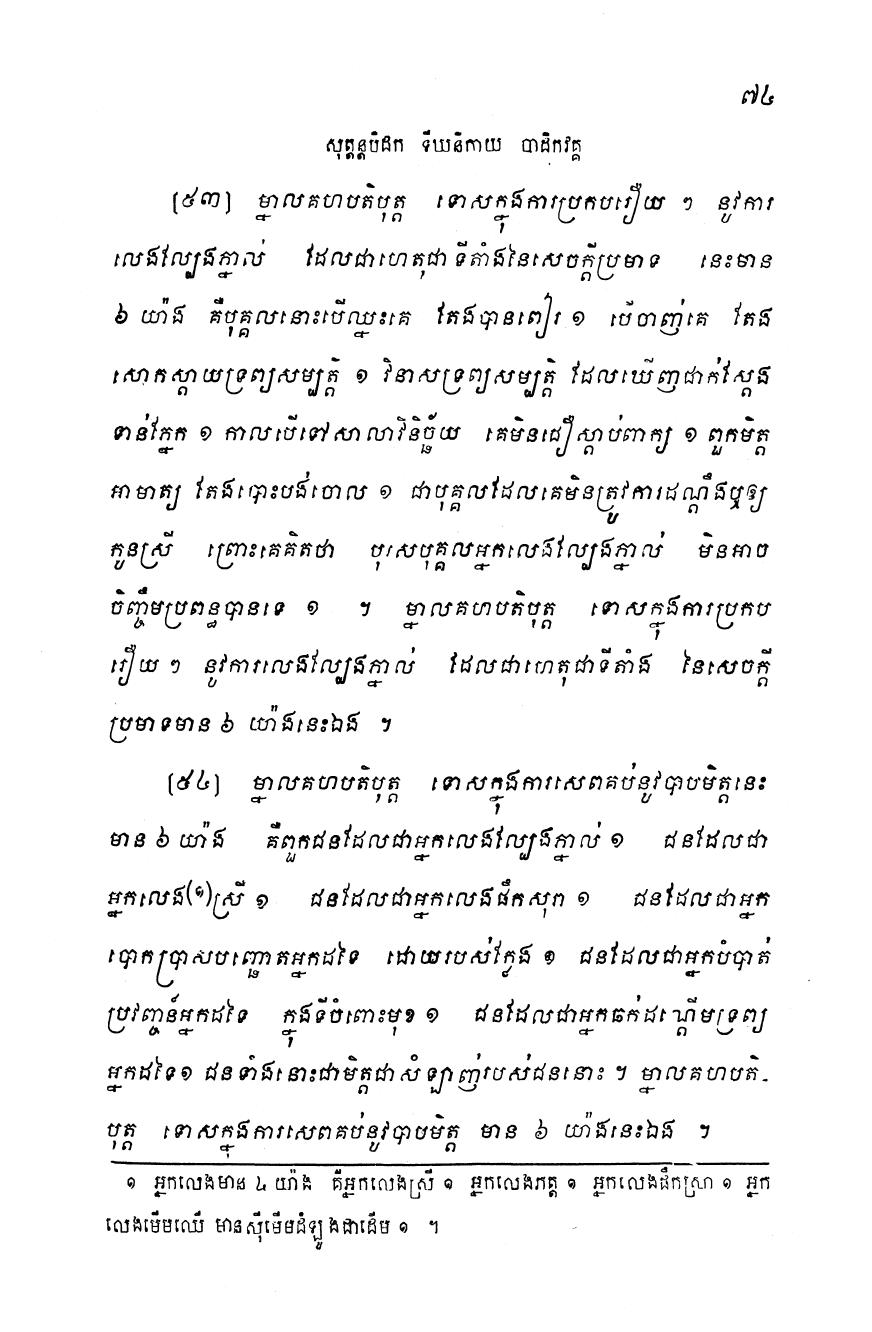 ៧៤
សុត្តន្តបិដក ទីឃនិកាយ បាដិកវគ្គ
[៥៣] ម្នាលគហបតិបុត្ត ទោសក្នុងការប្រកបរឿយ ៗ នូវការ
លេងល្បែងភ្នាល់ ដែលជាហេតុជាទីតាំងនៃសេចក្តីប្រមាទ នេះមាន
៦ យ៉ាង គឺបុគ្គលនោះបើឈ្នះគេ តែងបានពៀរ ១ បើចាញ់គេ តែង
សោកស្តាយទ្រព្យសម្បត្តិ ១ វិនាសទ្រព្យសម្បត្តិ ដែលឃើញជាក់ស្តែង
ទាន់ភ្នែក ១ កាលបើទៅសាលាវិនិច្ឆ័យ គេមិនជឿស្តាប់ពាក្យ ១ ពួកមិត្ត
អាមាត្យ តែងបោះបង់ចោល ១ ជាបុគ្គលដែលគេមិនត្រូវការដណ្តឹងឬឲ្យ
កូនស្រី ព្រោះគេគិតថា បុរសបុគ្គលអ្នកលេងល្បែងភ្នាល់ មិនអាច
ចិញ្ចឹមប្រពន្ធបានទេ ១ ។ ម្នាលគហបតិបុត្ត ទោសក្នុងការប្រកប
រឿយ ៗ នូវការលេងល្បែងភ្នាល់ ដែលជាហេតុជាទីតាំង នៃសេចក្តី
ប្រមាទមាន ៦ យ៉ាងនេះឯង ។
[៥៤] ម្នាលគហបតិបុត្ត ទោសក្នុងការសេពគប់នូវបាបមិត្តនេះ
មាន ៦ យ៉ាង គឺពួកជនដែលជាអ្នកលេងល្បែងភ្នាល់ ១ ជនដែលជា
អ្នកលេង(១)ស្រី ១ ជនដែលជាអ្នកលេងផឹកសុរា ១ ជនដែលជាអ្នក
បោកប្រាសបញ្ឆោតអ្នកដទៃ ដោយរបស់ក្លែង ១ ជនដែលជាអ្នកបំបាត់
ប្រវញ្ចន៍អ្នកដទៃ ក្នុងទីចំពោះមុខ ១ ជនដែលជាអ្នកឆក់ដណ្តើមទ្រព្យ
អ្នកដទៃ១ ជនទាំងនោះជាមិត្តជាសំឡាញ់របស់ជននោះ ។ ម្នាលគហបតិ-
បុត្ត ទោសក្នុងការសេពគប់នូវបាបមិត្ត មាន ៦ យ៉ាងនេះឯង ។
១ អ្នកលេងមាន ៤ យ៉ាង គឺអ្នកលេងស្រី ១ អ្នកលេងភត្ត ១ អ្នកលេងផឹកស្រា ១ អ្នក
លេងមើមឈើ មានស៊ីមើមដំឡូងជាដើម ១ ។